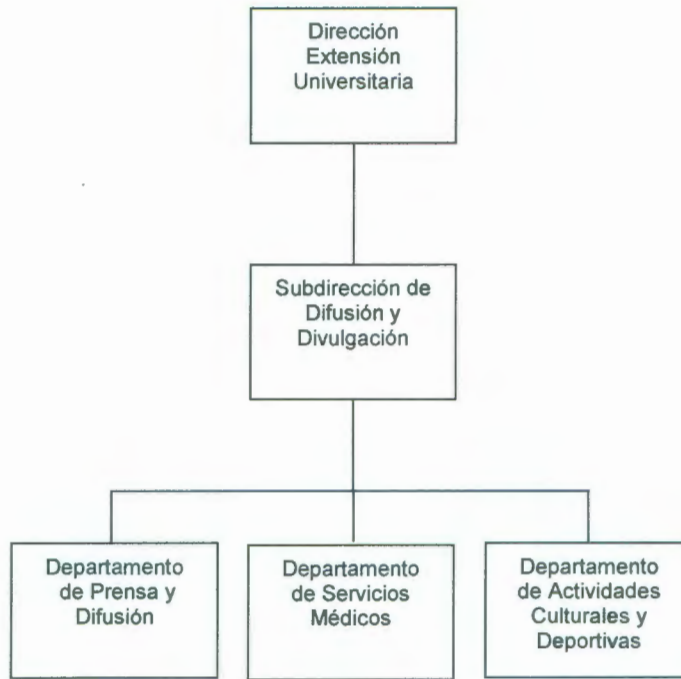 Dirección
Extensión
Universitaria
Subdirección de
Difusión y
Divulgación
Departamento
de Prensa y
Difusión
Departamento
de Servicios
Médicos
Departamento
de Actividades
Culturales y
Deportivas